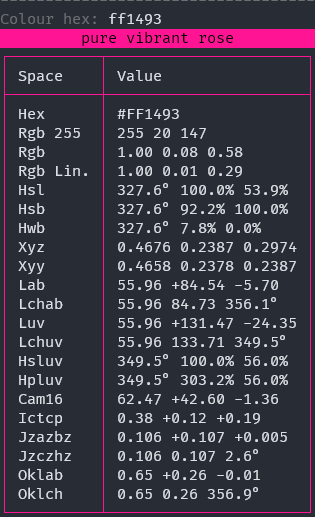 Colour hex: ff1493
pure vibrant rose
Space Value
Hex #FF1493
Rgb 255 255 20 147
Rgb 1.00 0.08 0.58
Rgb Lin. 1.00 0.01 0.29
Hsl 327.6° 100.0% 53.9%
Hsb 327.6° 92.2% 100.0%
Hwb 327.6° 7.8% 0.0%
Xyz 0.4676 0.2387 0.2974
Xyy 0.4658 0.2378 0.2387
Lab 55.96 +84.54 -5.70
Lchab 55.96 84.73 356.1°
Luv 55.96 +131.47 -24.35
Lchuv 55.96 133.71 349.5°
Hsluv 349.5° 100.0% 56.0%
Hpluv 349.5° 303.2% 56.0%
Cam16 62.47 +42.60 -1.36
Ictcp 0.38 +0.12 +0.19
Jzazbz 0.106 +0.107 +0.005
Jzczhz 0.106 0.107 2.6°
Oklab 0.65 +0.26 -0.01
Oklch 0.65 0.26 356.9°